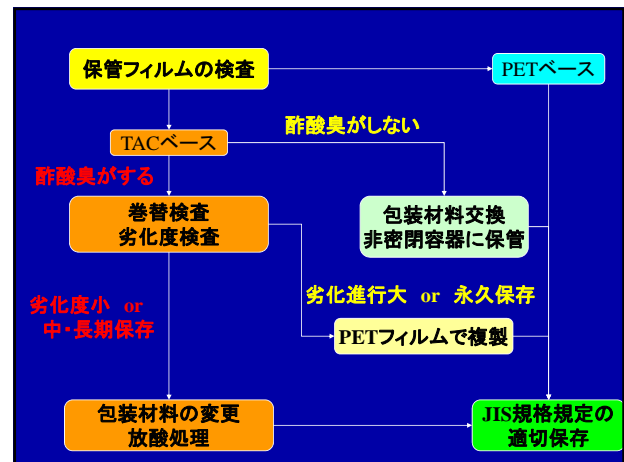 保管フィルムの検査
PETベース
酢酸臭がしない
TACベース
酢酸臭がする
巻替検査
劣化度検査
包装材料交換
非密閉容器に保管
劣化進行大 or 永久保存
劣化度小 or
中・長期保存
PETフィルムで複製
包装材料の変更
放酸処理
JIS規格規定の
適切保存